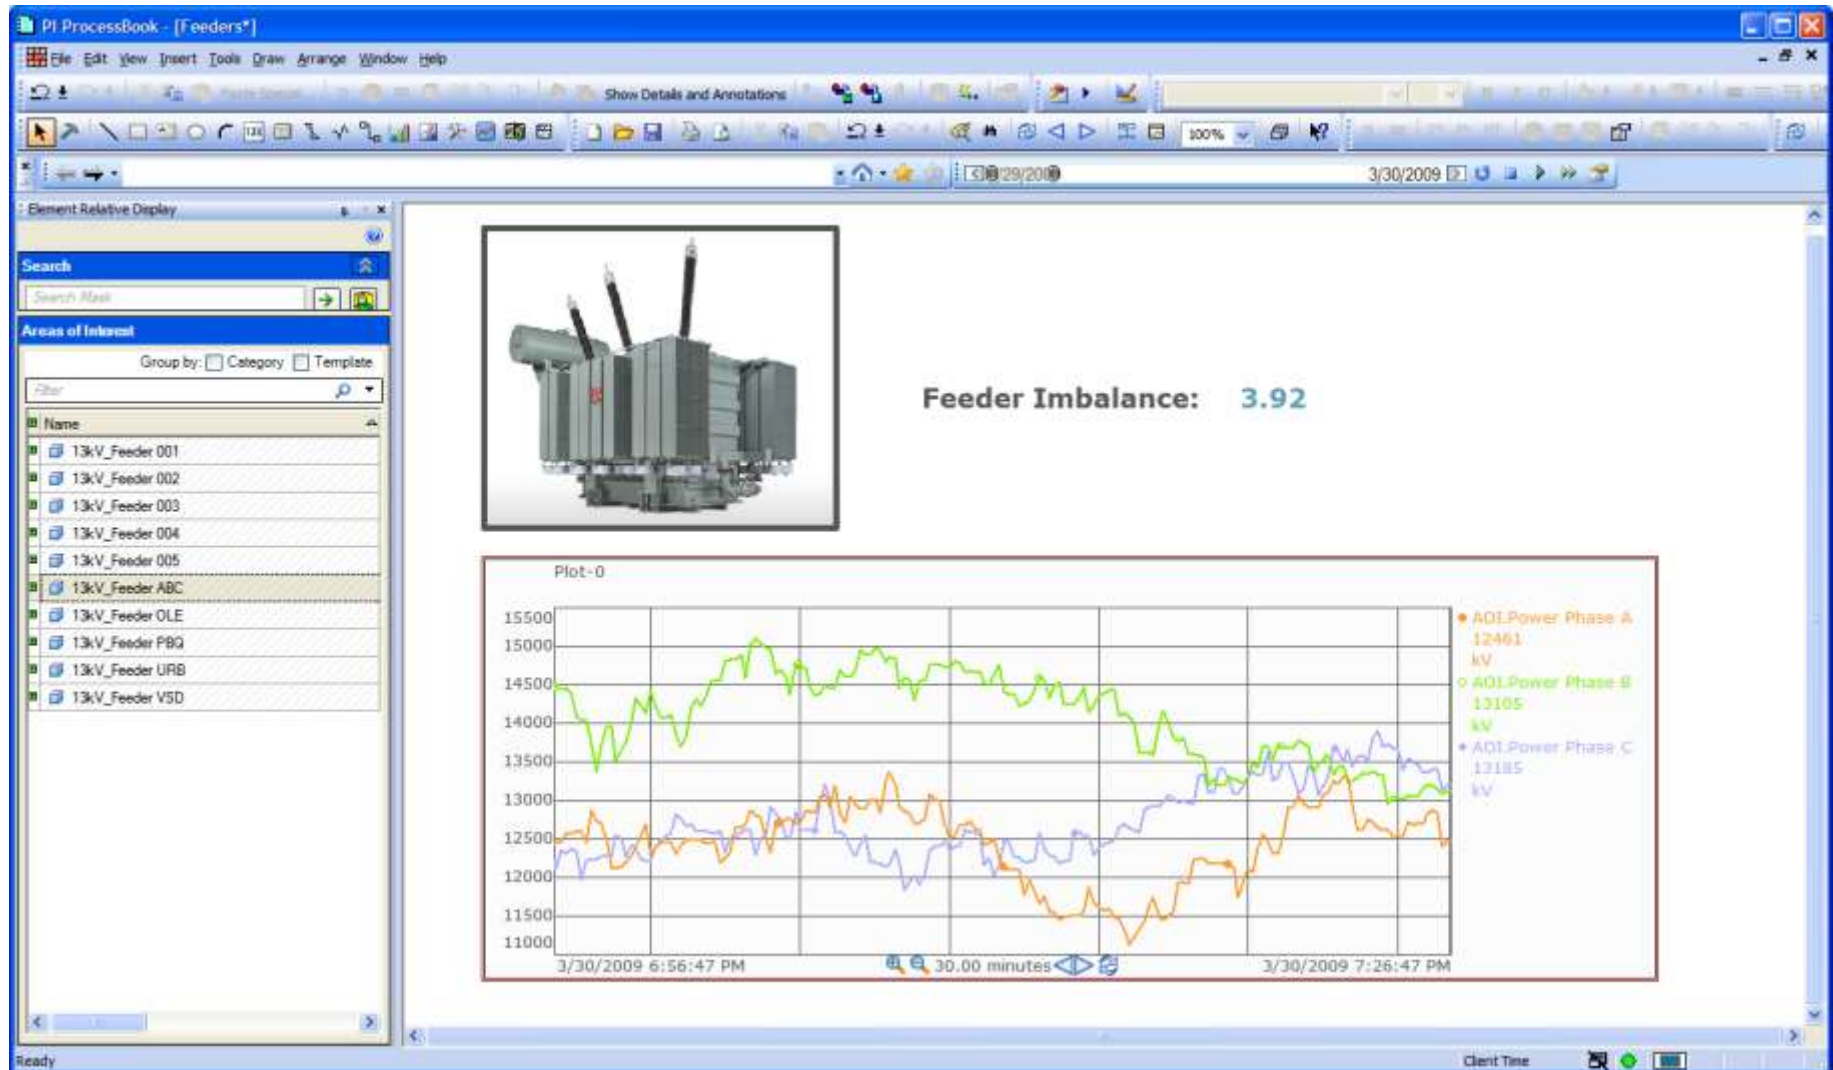 PI ProcessBook - [Feeders*]
File Edit View Insert Tools Draw Arrange Window Help
Show Details and Annotations
100%
3/30/2009
Element Relative Display
Search
Search Mask
Areas of Interest
Group by: Category Template
Filter
Name
13kV_Feeder 001
13kV_Feeder 002
13kV_Feeder 003
13kV_Feeder 004
13kV_Feeder 005
13kV_Feeder ABC
13kV_Feeder OLE
13kV_Feeder PBQ
13kV_Feeder URB
13kV_Feeder VSD
Feeder Imbalance: 3.92
Plot-0
15500
15000
14500
14000
13500
13000
12500
12000
11500
11000
3/30/2009 6:56:47 PM
30.00 minutes
3/30/2009 7:26:47 PM
AOI.Power Phase A
12461
kV
AOI.Power Phase B
13105
kV
AOI.Power Phase C
13185
kV
Ready
Client Time